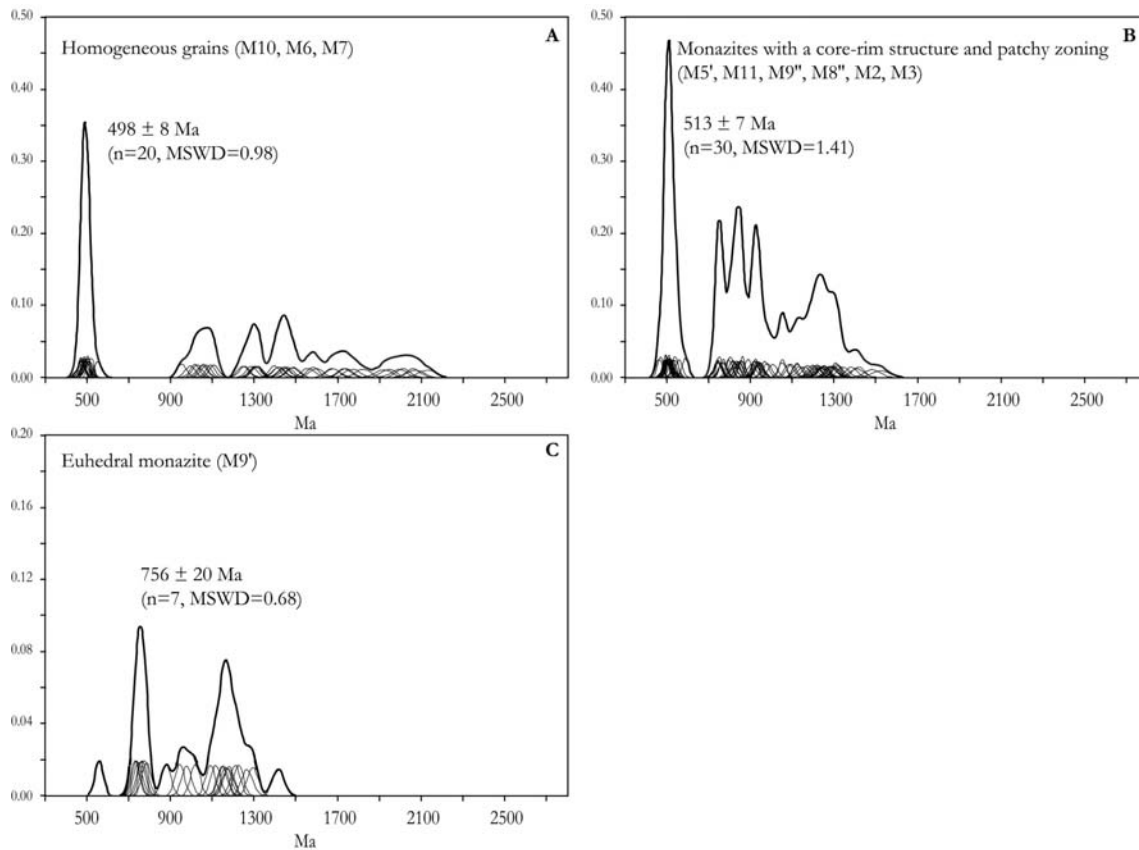 0.50
A
Homogeneous grains (M10, M6, M7)
0.40
498 ± 8 Ma
(n=20, MSWD=0.98)
0.30
0.20
0.10
0.00
500 900 1300 1700 2100 2500
Ma
0.50
B
Monazites with a core-rim structure and patchy zoning
(M5', M11, M9", M8", M2, M3)
0.40
513 ± 7 Ma
(n=30, MSWD=1.41)
0.30
0.20
0.10
0.00
500 900 1300 1700 2100 2500
Ma
0.20
C
Euhedral monazite (M9')
0.16
0.12
756 ± 20 Ma
(n=7, MSWD=0.68)
0.08
0.04
0.00
500 900 1300 1700 2100 2500
Ma